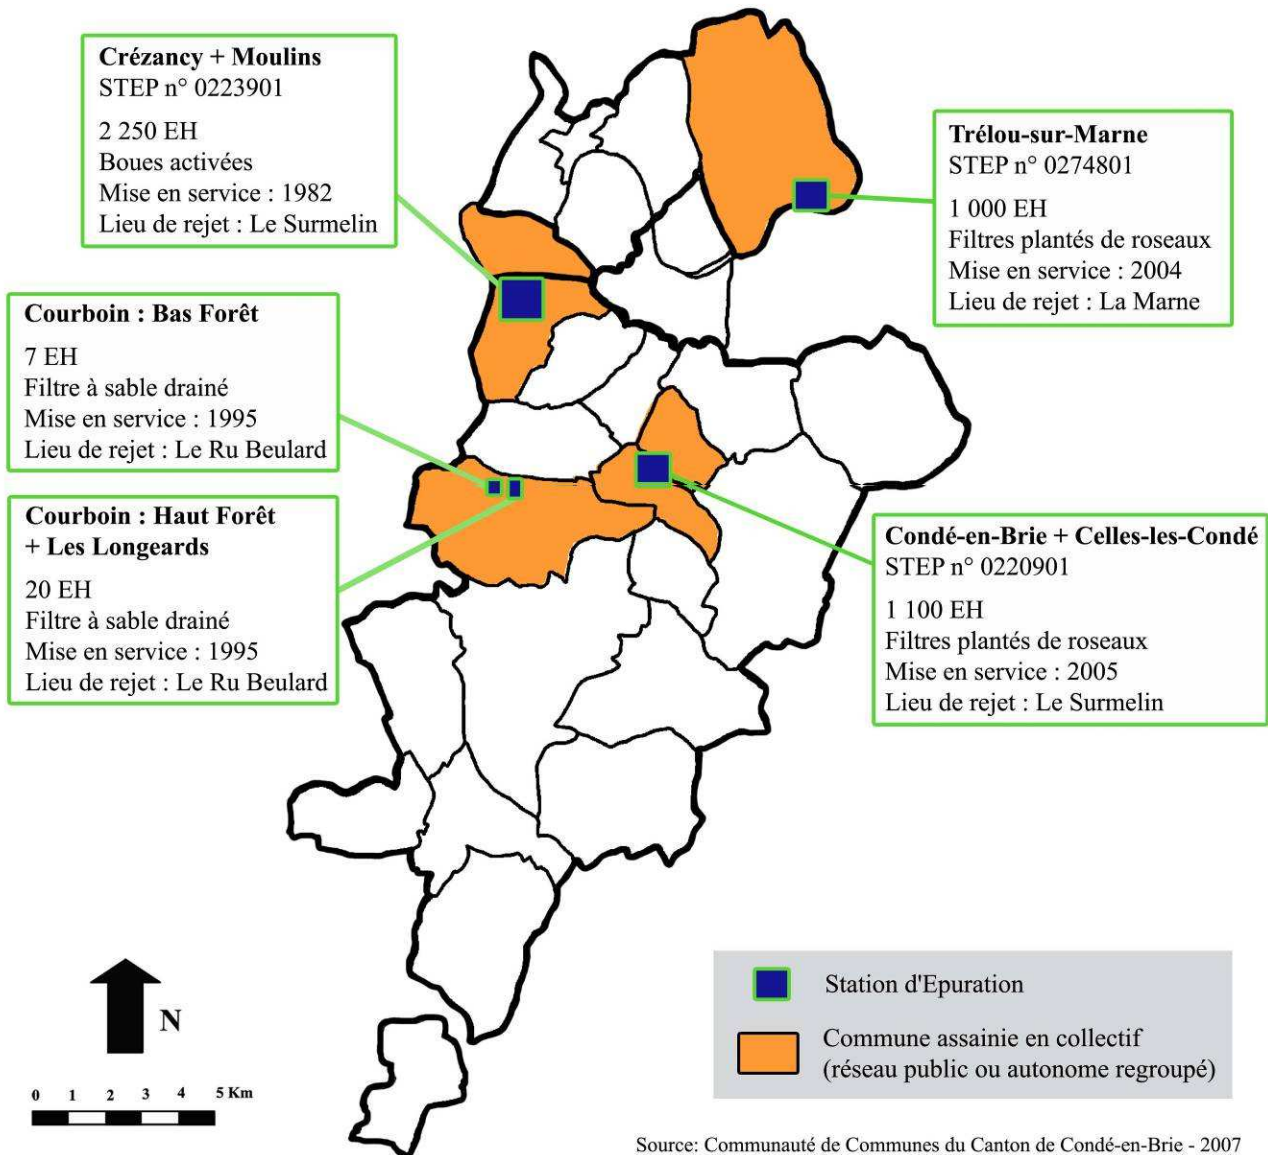 Crézancy + Moulins
STEP n° 0223901
2 250 EH
Boues activées
Mise en service : 1982
Lieu de rejet : Le Surmelin
Trélou-sur-Marne
STEP n° 0274801
1 000 EH
Filtres plantés de roseaux
Mise en service : 2004
Lieu de rejet : La Marne
Courboin : Bas Forêt
7 EH
Filtre à sable drainé
Mise en service : 1995
Lieu de rejet : Le Ru Beulard
Courboin : Haut Forêt
+ Les Longeards
20 EH
Filtre à sable drainé
Mise en service : 1995
Lieu de rejet : Le Ru Beulard
Condé-en-Brie + Celles-les-Condé
STEP n° 0220901
1 100 EH
Filtres plantés de roseaux
Mise en service : 2005
Lieu de rejet : Le Surmelin
N
0 1 2 3 4 5 Km
Station d'Epuration
Commune assainie en collectif
(réseau public ou autonome regroupé)
Source: Communauté de Communes du Canton de Condé-en-Brie - 2007